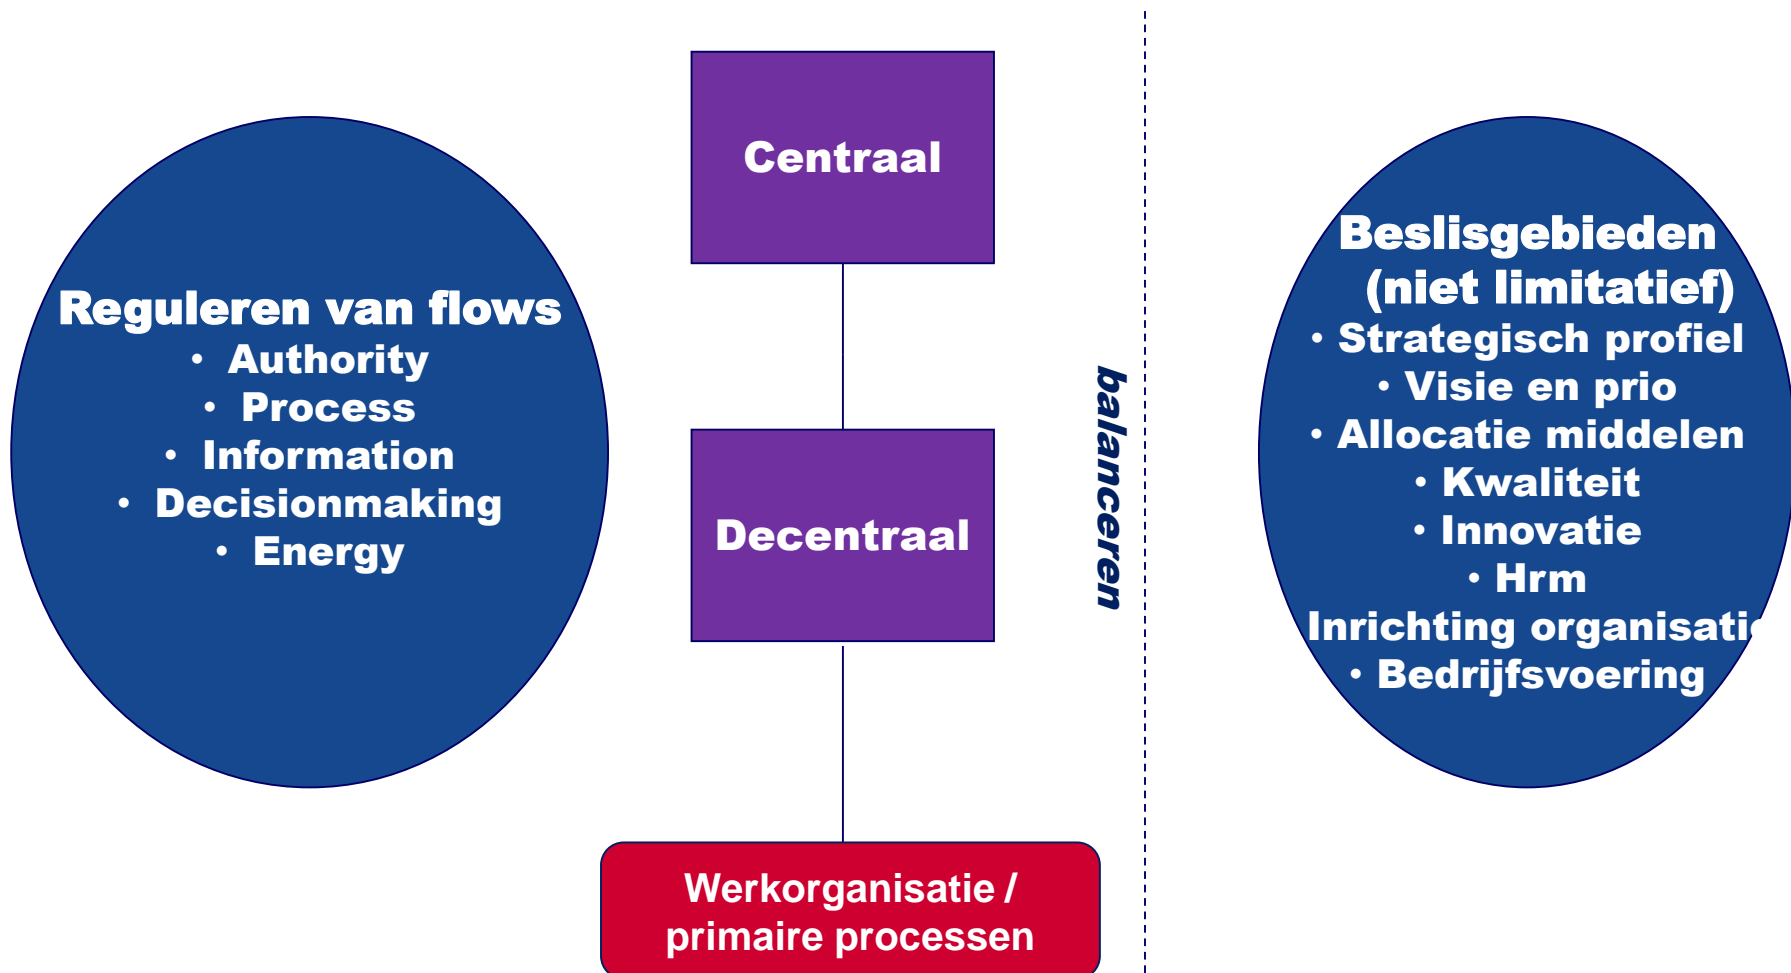 Reguleren van flows
• Authority
• Process
• Information
• Decisionmaking
• Energy
Centraal
Decentraal
Werkorganisatie /
primaire processen
balanceren
Beslisgebieden
(niet limitatief)
• Strategisch profiel
• Visie en prio
• Allocatie middelen
• Kwaliteit
• Innovatie
• Hrm
Inrichting organisatie
• Bedrijfsvoering